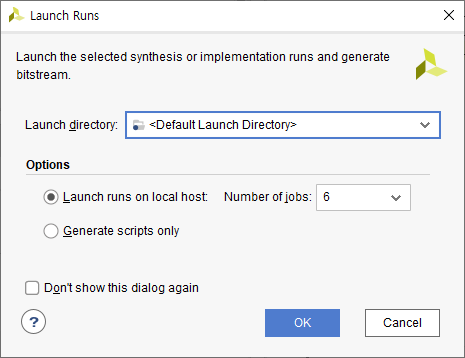 Launch Runs
Launch the selected synthesis or implementation runs and generate
bitstream.
Launch directory: <Default Launch Directory>
Options
Launch runs on local host: Number of jobs: 6
Generate scripts only
Don't show this dialog again
? OK Cancel